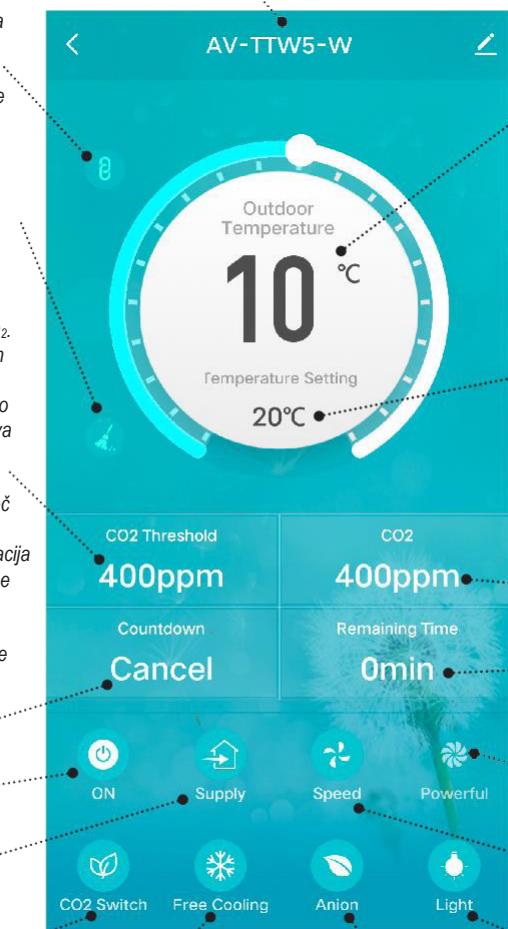 AV-TTW5-W
Outdoor
Temperature
10 °C
Temperature Setting
20°C
CO2 Threshold
400ppm
CO2
400ppm
Countdown
Cancel
Remaining Time
0min
ON
Supply
Speed
Powerful
CO2 Switch
Free Cooling
Anion
Light